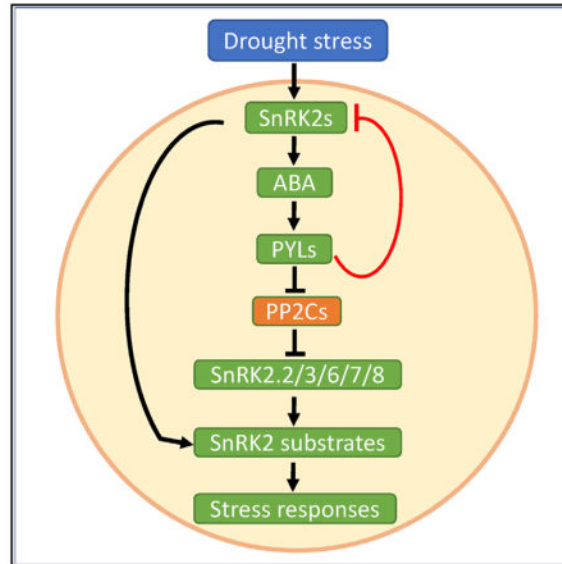 Drought stress
SnRK2s
ABA
PYLs
PP2Cs
SnRK2.2/3/6/7/8
SnRK2 substrates
Stress responses